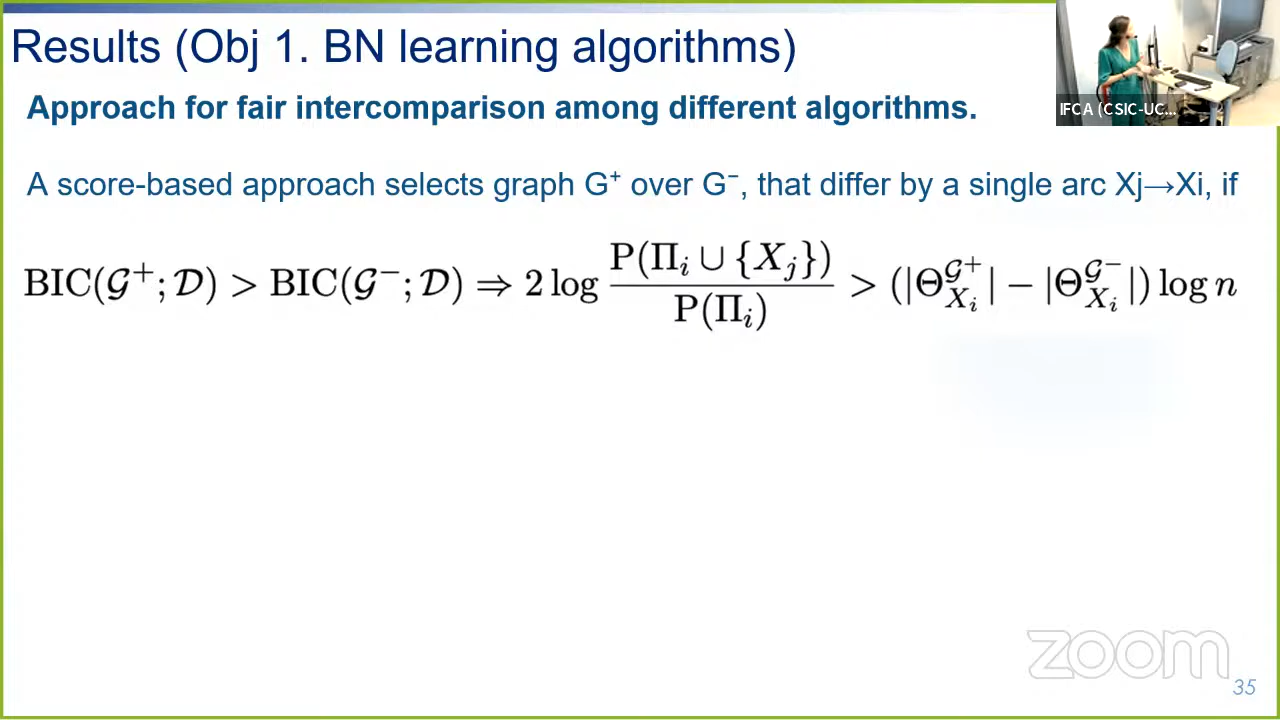 Results (Obj 1. BN learning algorithms)
IFCA (CSIC-UC...
Approach for fair intercomparison among different algorithms.
A score-based approach selects graph G⁺ over G⁻, that differ by a single arc Xj→Xi, if
BIC(𝒢⁺; 𝒟) > BIC(𝒢⁻; 𝒟) ⇒ 2 log P(Πᵢ ∪ {Xⱼ}) / P(Πᵢ) > (|Θ_{Xᵢ}^{𝒢⁺}| − |Θ_{Xᵢ}^{𝒢⁻}|) log n
zoom
35